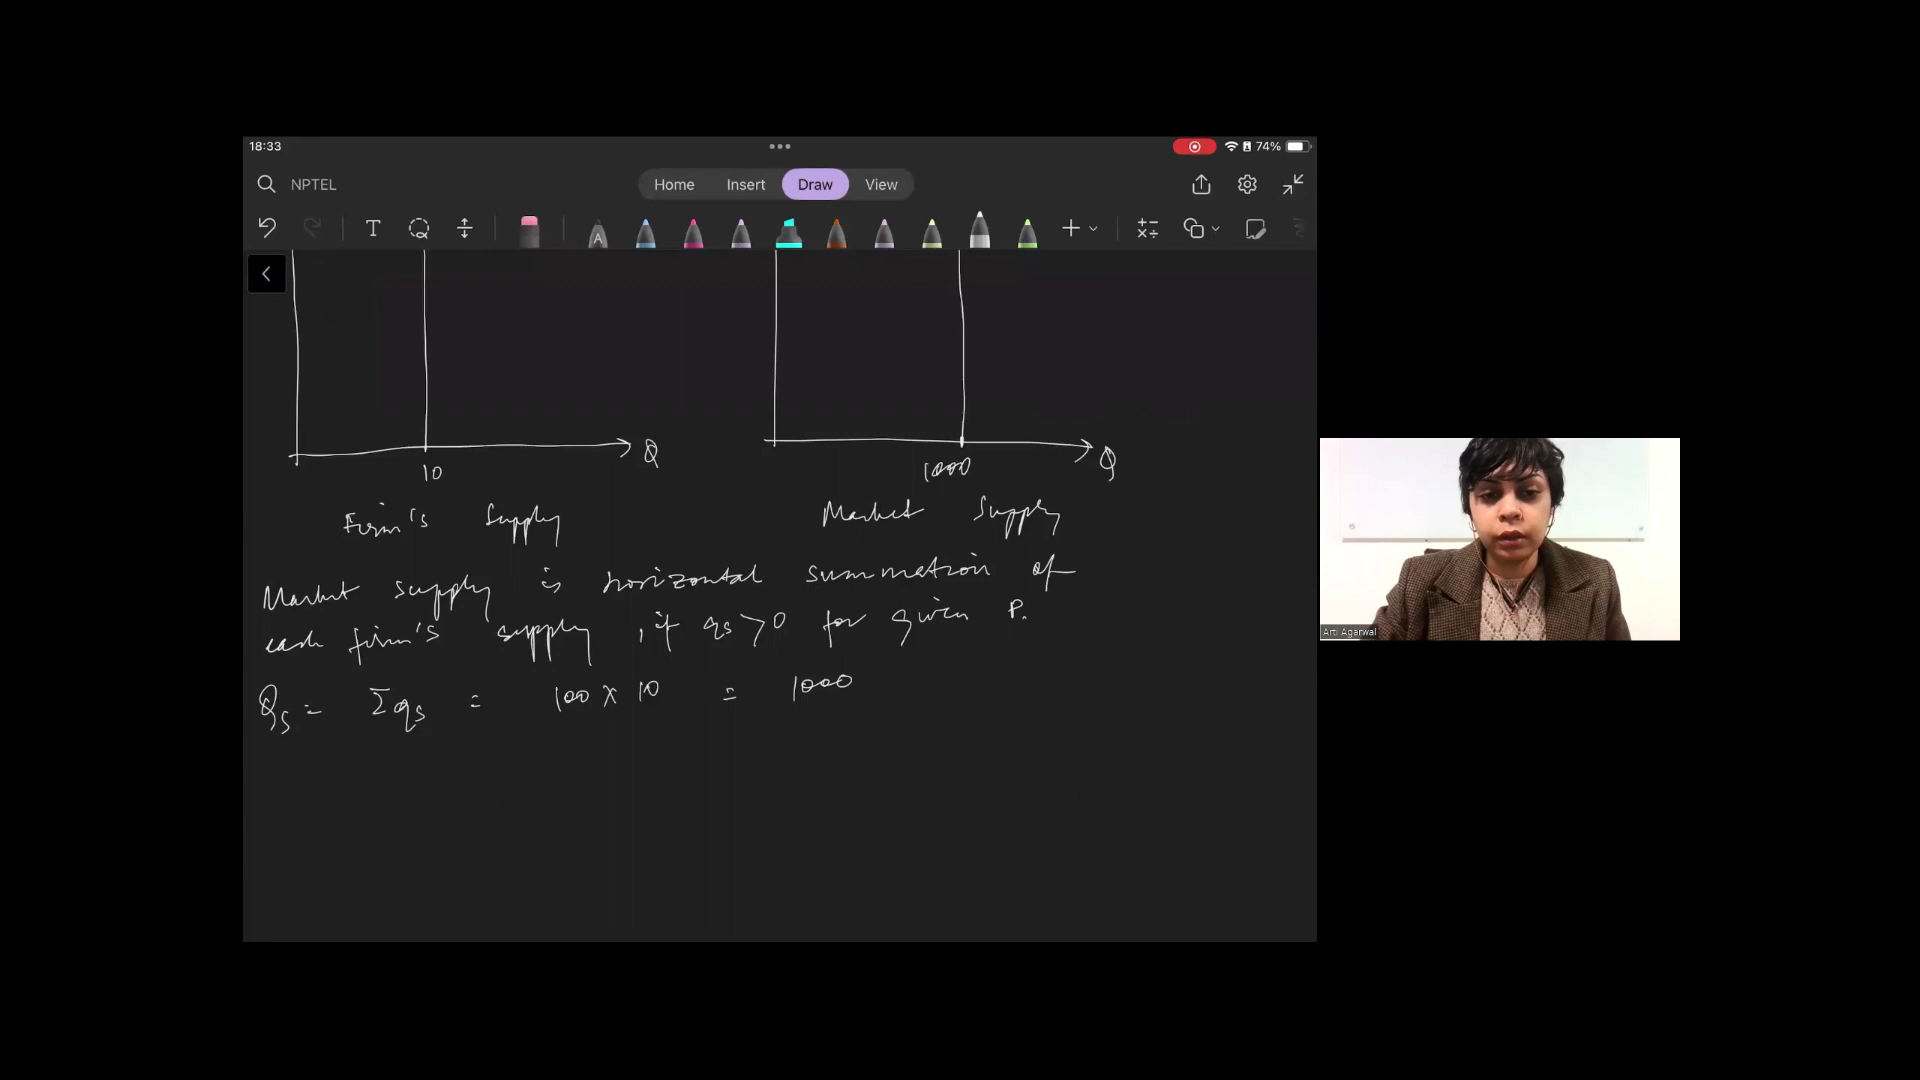 18:33
74%
NPTEL
Home Insert Draw View
T
A
Q
Q
10
1000
Firm's Supply
Market Supply
Market supply is horizontal summation of
each firm's supply, if qs > 0 for given P.
Qs = Σqs = 100 x 10 = 1000
Arti Agarwal